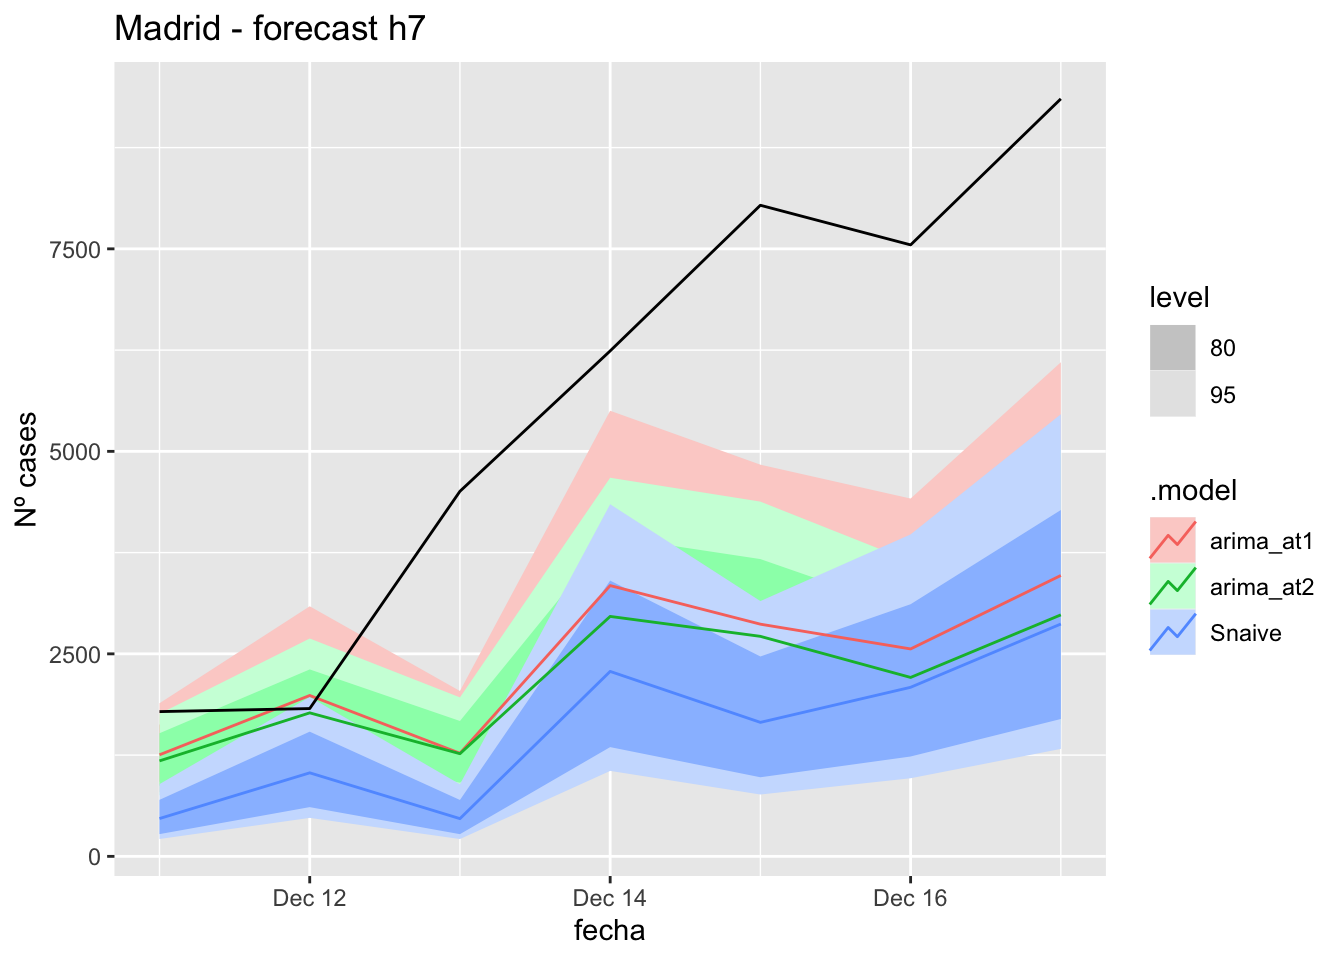 Madrid - forecast h7
Nº cases
7500
5000
2500
0
Dec 12
Dec 14
Dec 16
fecha
level
80
95
.model
arima_at1
arima_at2
Snaive